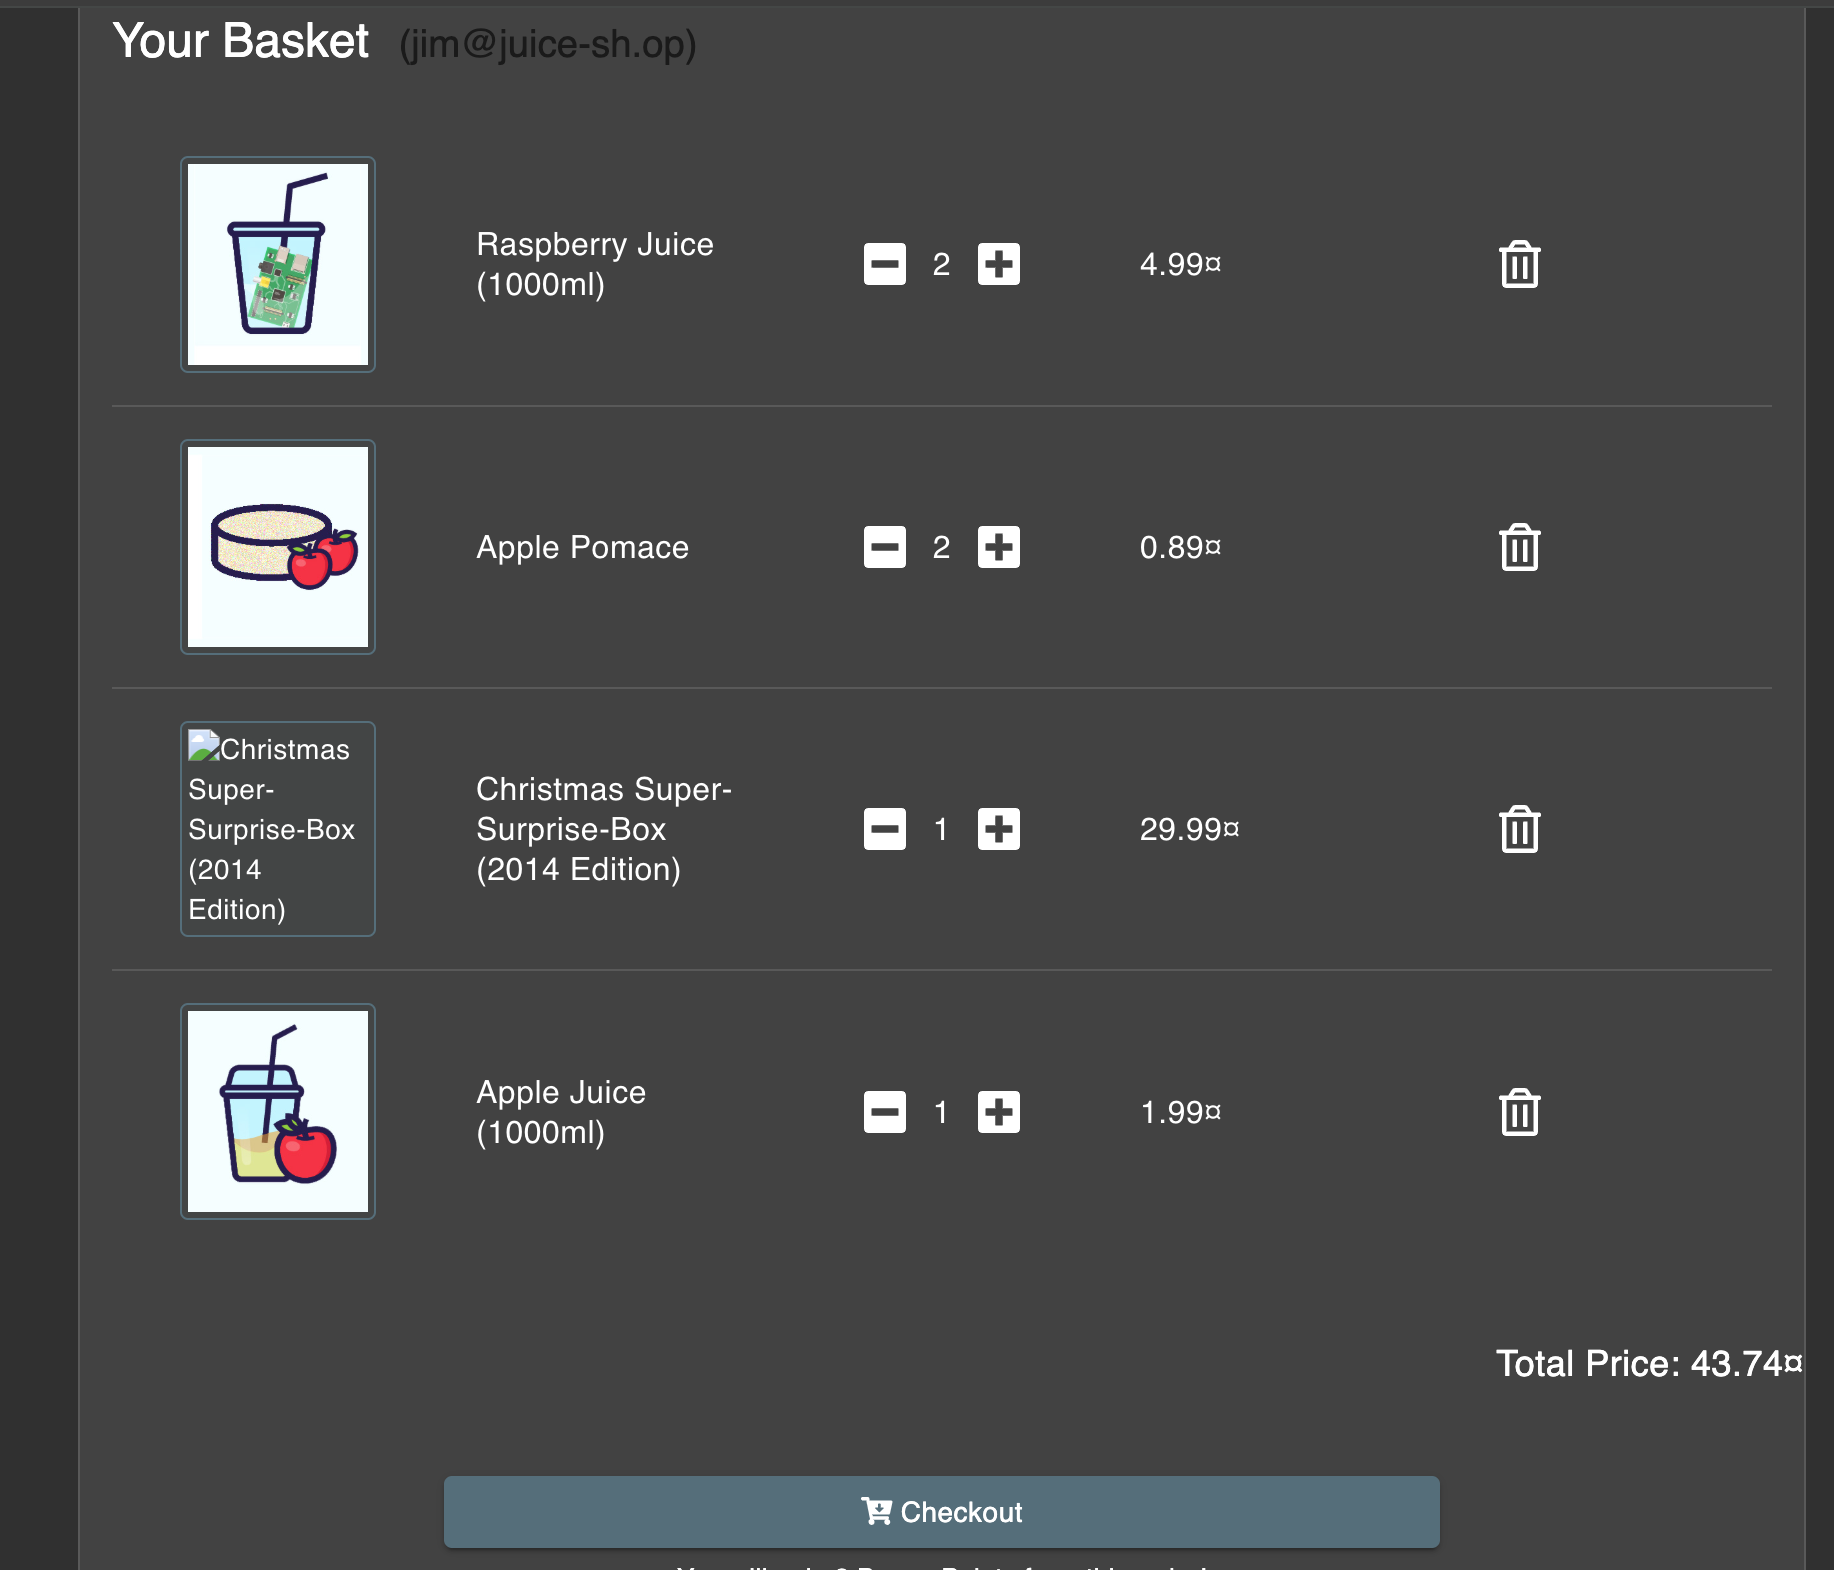 Your Basket (jim@juice-sh.op)
Raspberry Juice
(1000ml)
2
4.99¤
Apple Pomace
2
0.89¤
Christmas
Super-
Surprise-Box
(2014
Edition)
Christmas Super-
Surprise-Box
(2014 Edition)
1
29.99¤
Apple Juice
(1000ml)
1
1.99¤
Total Price: 43.74¤
Checkout